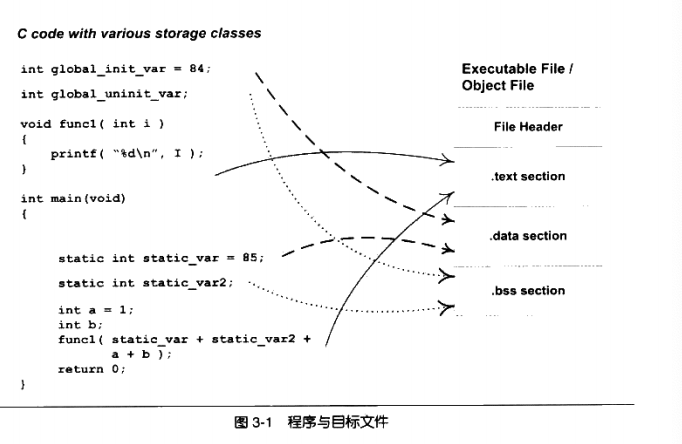 C code with various storage classes
int global_init_var = 84;
int global_uninit_var;
void func1( int i )
{
printf( "%d\n", I );
}
int main(void)
{
static int static_var = 85;
static int static_var2;
int a = 1;
int b;
func1( static_var + static_var2 +
a + b );
return 0;
}
Executable File /
Object File
File Header
.text section
.data section
.bss section
图 3-1 程序与目标文件